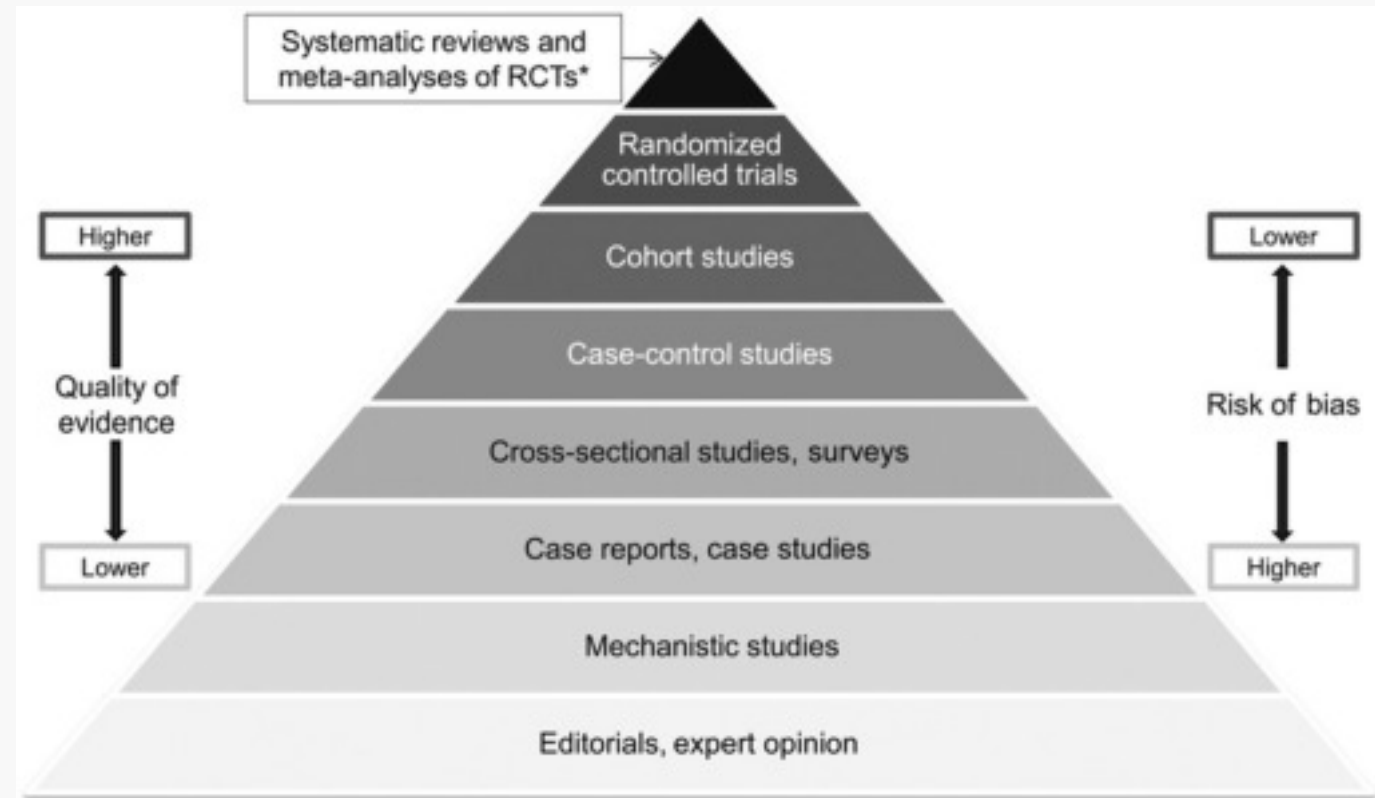 Systematic reviews and
meta-analyses of RCTs*
Randomized
controlled trials
Higher
Lower
Cohort studies
Case-control studies
Quality of
evidence
Risk of bias
Cross-sectional studies, surveys
Case reports, case studies
Lower
Higher
Mechanistic studies
Editorials, expert opinion